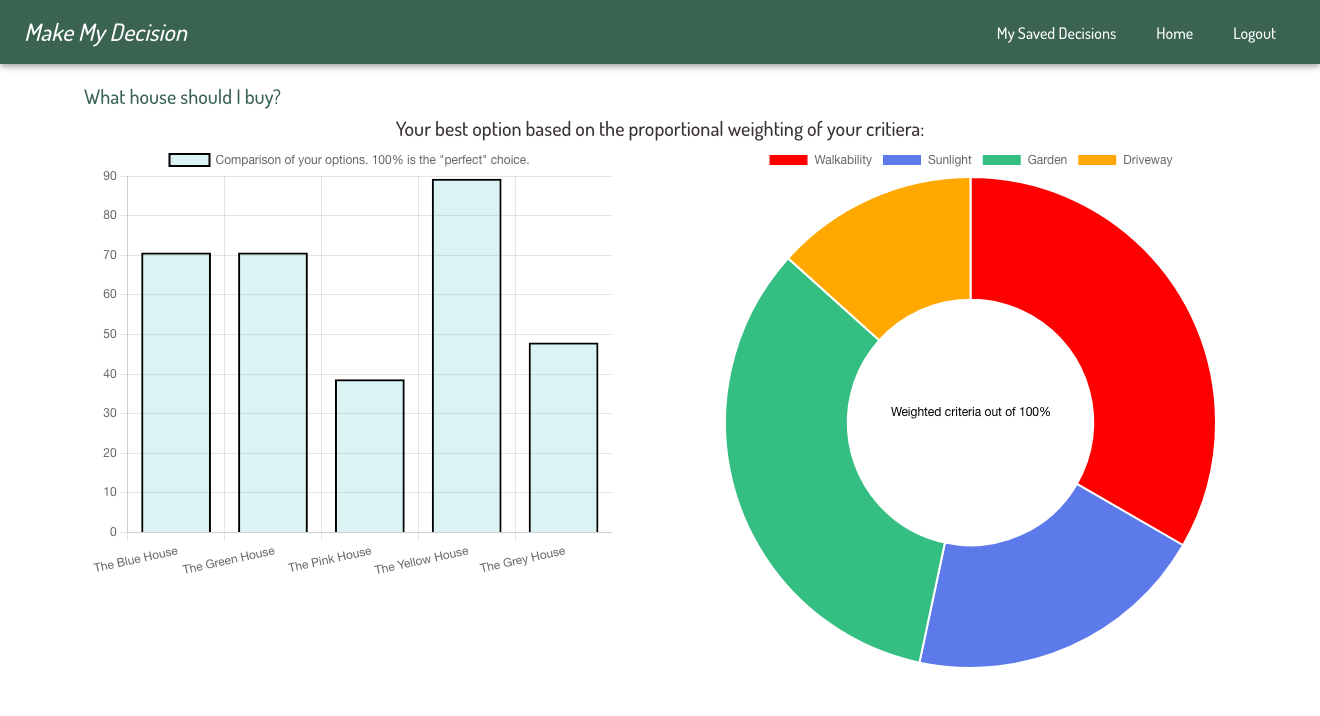 Make My Decision
My Saved Decisions Home Logout
What house should I buy?
Your best option based on the proportional weighting of your critiera:
Comparison of your options. 100% is the "perfect" choice.
90
80
70
60
50
40
30
20
10
0
The Blue House
The Green House
The Pink House
The Yellow House
The Grey House
Walkability Sunlight Garden Driveway
Weighted criteria out of 100%